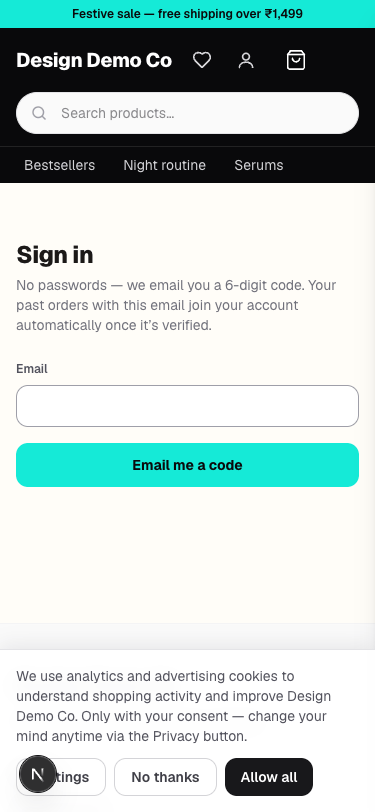 Festive sale — free shipping over ₹1,499
Design Demo Co
Search products…
Bestsellers Night routine Serums
Sign in
No passwords — we email you a 6-digit code. Your
past orders with this email join your account
automatically once it's verified.
Email
Email me a code
We use analytics and advertising cookies to
understand shopping activity and improve Design
Demo Co. Only with your consent — change your
mind anytime via the Privacy button.
N tings No thanks Allow all